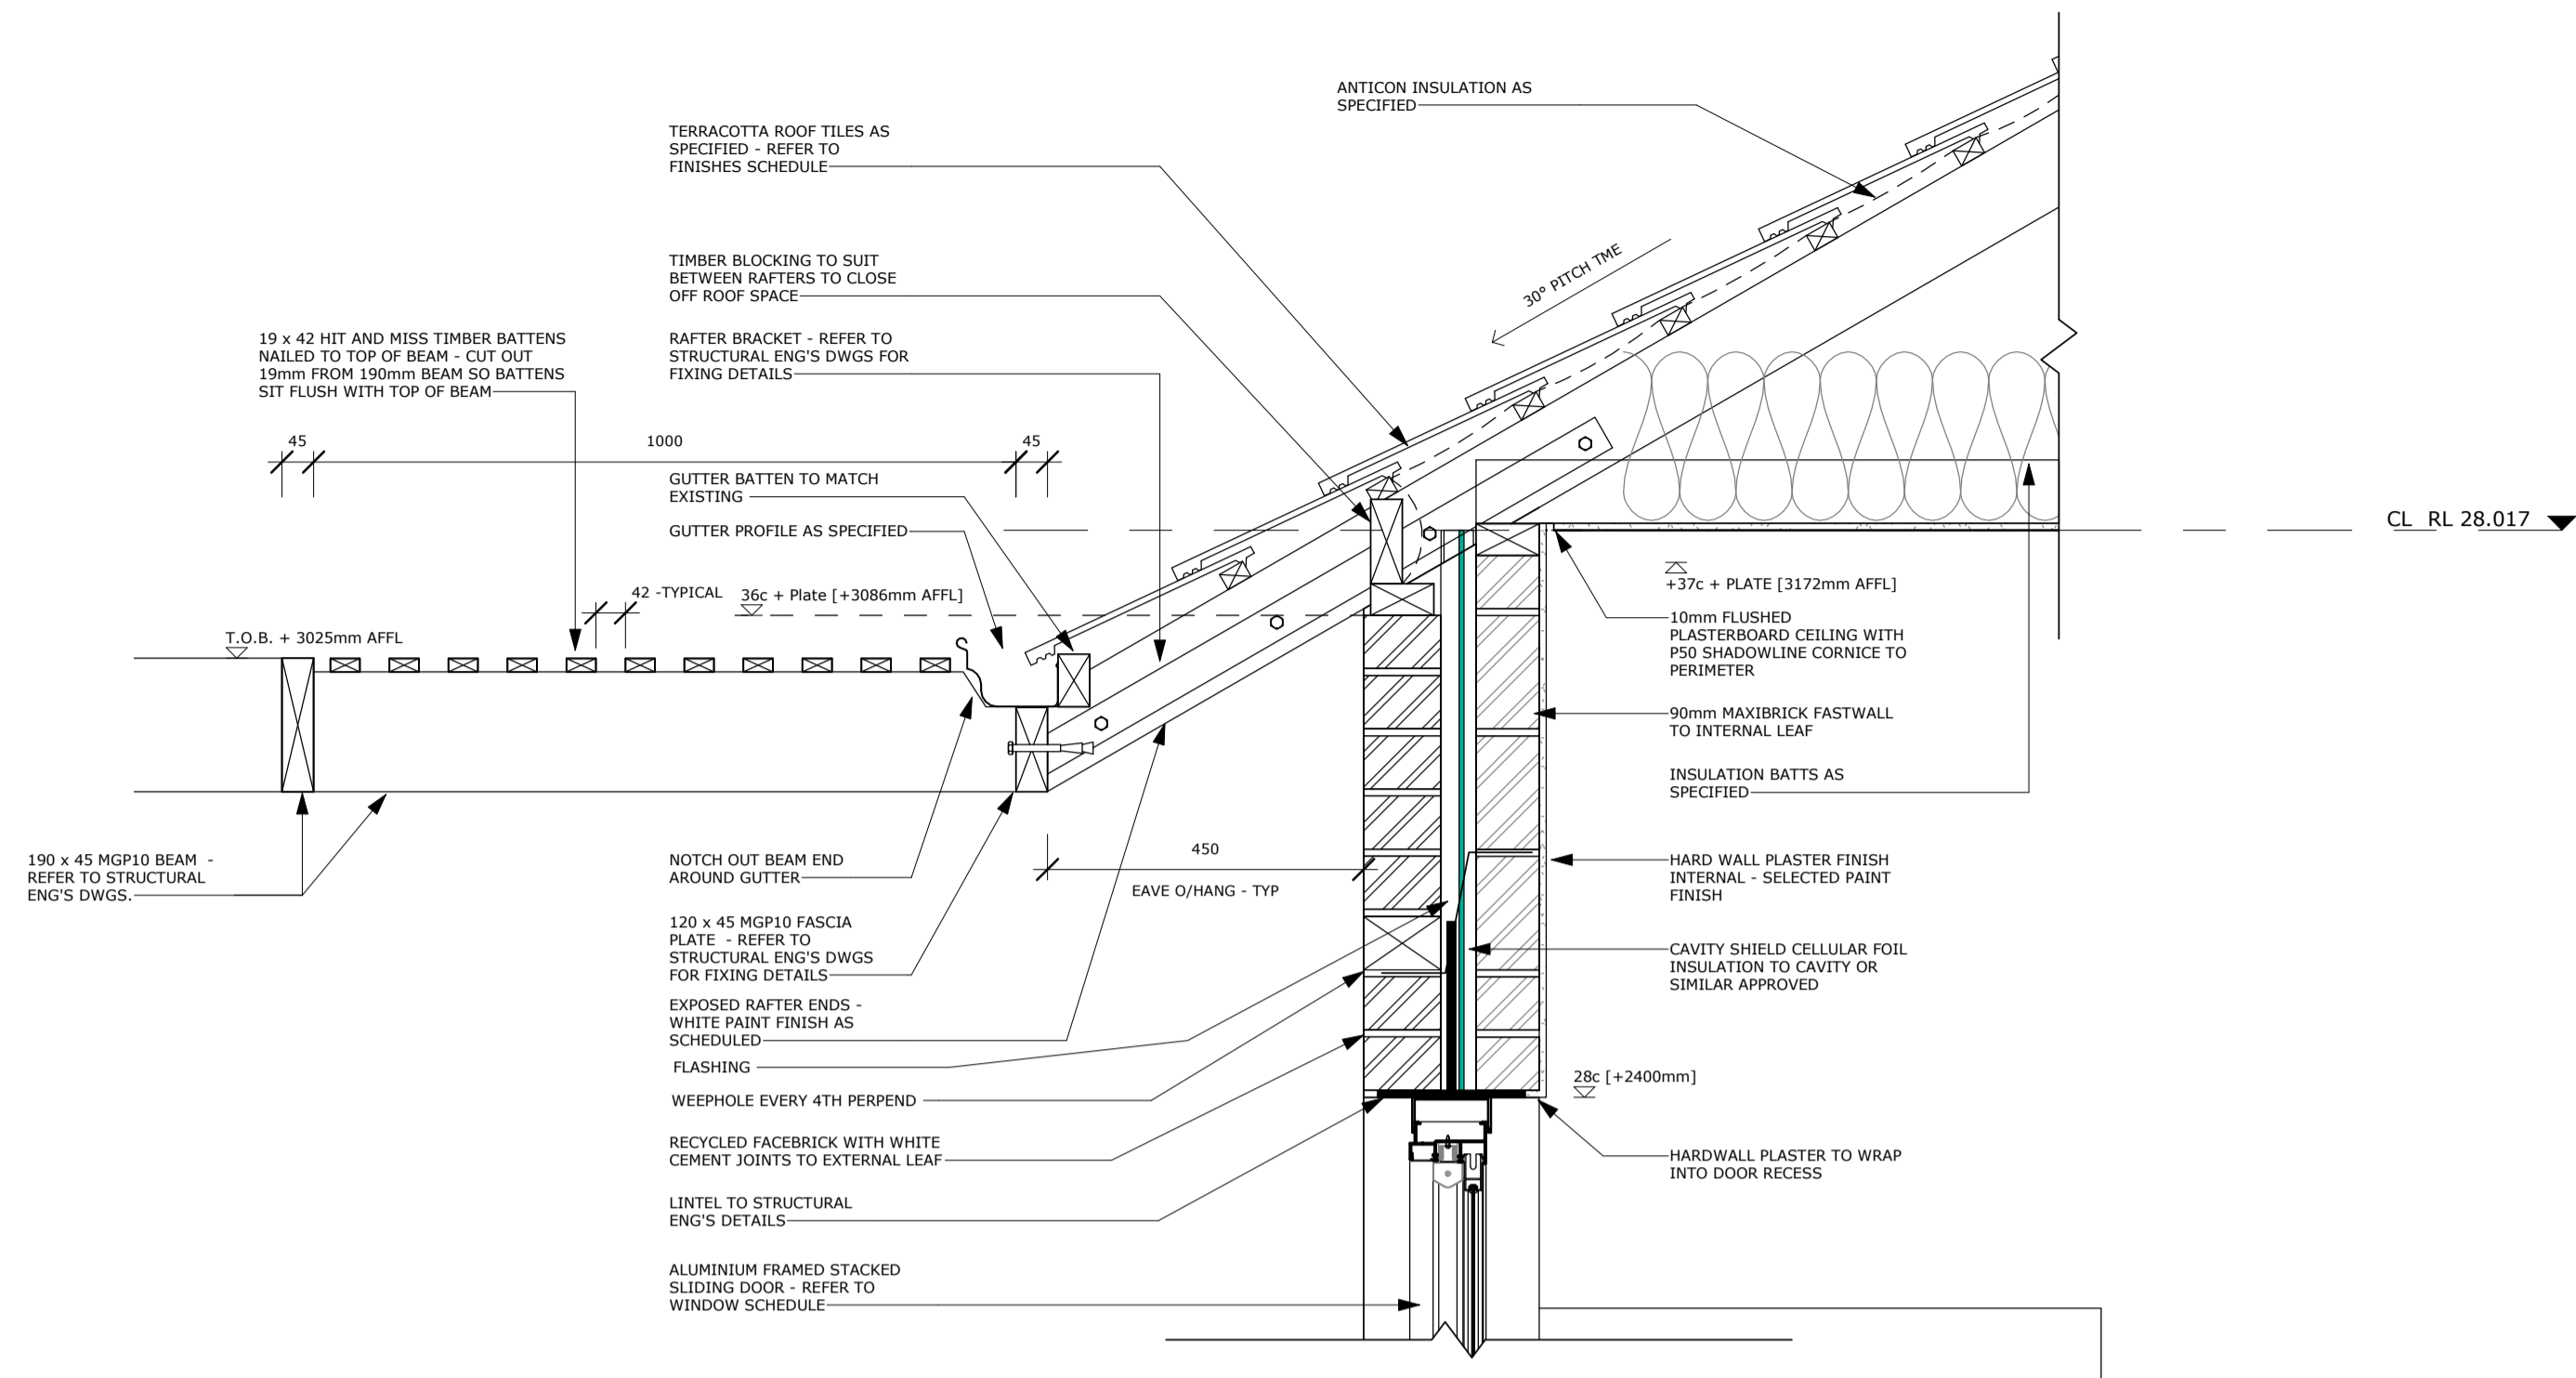 ANTICON INSULATION AS
SPECIFIED
TERRACOTTA ROOF TILES AS
SPECIFIED - REFER TO
FINISHES SCHEDULE
30° PITCH TME
TIMBER BLOCKING TO SUIT
BETWEEN RAFTERS TO CLOSE
OFF ROOF SPACE
19 x 42 HIT AND MISS TIMBER BATTENS
NAILED TO TOP OF BEAM - CUT OUT
19mm FROM 190mm BEAM SO BATTENS
SIT FLUSH WITH TOP OF BEAM
RAFTER BRACKET - REFER TO
STRUCTURAL ENG'S DWGS FOR
FIXING DETAILS
45
1000
45
GUTTER BATTEN TO MATCH
EXISTING
GUTTER PROFILE AS SPECIFIED
CL RL 28.017
42 -TYPICAL
36c + Plate [+3086mm AFFL]
+37c + PLATE [3172mm AFFL]
T.O.B. + 3025mm AFFL
10mm FLUSHED
PLASTERBOARD CEILING WITH
P50 SHADOWLINE CORNICE TO
PERIMETER
90mm MAXIBRICK FASTWALL
TO INTERNAL LEAF
INSULATION BATTS AS
SPECIFIED
190 x 45 MGP10 BEAM -
REFER TO STRUCTURAL
ENG'S DWGS.
NOTCH OUT BEAM END
AROUND GUTTER
450
EAVE O/HANG - TYP
HARD WALL PLASTER FINISH
INTERNAL - SELECTED PAINT
FINISH
120 x 45 MGP10 FASCIA
PLATE - REFER TO
STRUCTURAL ENG'S DWGS
FOR FIXING DETAILS
CAVITY SHIELD CELLULAR FOIL
INSULATION TO CAVITY OR
SIMILAR APPROVED
EXPOSED RAFTER ENDS -
WHITE PAINT FINISH AS
SCHEDULED
FLASHING
28c [+2400mm]
WEEPHOLE EVERY 4TH PERPEND
RECYCLED FACEBRICK WITH WHITE
CEMENT JOINTS TO EXTERNAL LEAF
HARDWALL PLASTER TO WRAP
INTO DOOR RECESS
LINTEL TO STRUCTURAL
ENG'S DETAILS
ALUMINIUM FRAMED STACKED
SLIDING DOOR - REFER TO
WINDOW SCHEDULE